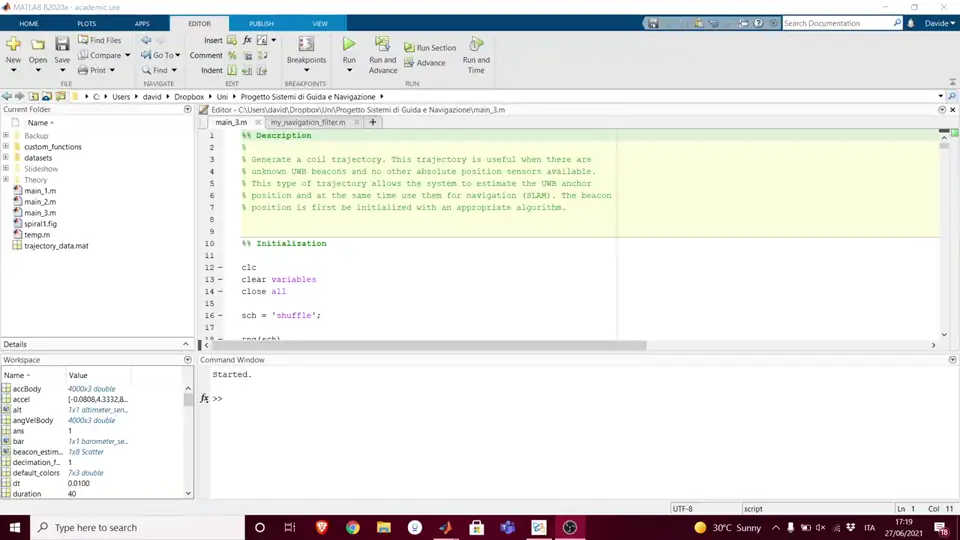 MATLAB R2020a - academic use
HOME PLOTS APPS EDITOR PUBLISH VIEW
Search Documentation
Davide
New Open Save
Find Files
Compare
Print
Go To
Find
Insert
Comment
Indent
Breakpoints
Run
Run and Advance
Run Section
Advance
Run and Time
FILE NAVIGATE EDIT BREAKPOINTS RUN
C: Users david Dropbox Uni Progetto Sistemi di Guida e Navigazione
Current Folder
Name
Backup
custom_functions
datasets
Slideshow
Theory
main_1.m
main_2.m
main_3.m
spiral1.fig
temp.m
trajectory_data.mat
Details
Workspace
Name Value
accBody 4000x3 double
accel [-0.0808,4.3332,8...
alt 1x1 altimeter_sen...
angVelBody 4000x3 double
ans 1
bar 1x1 barometer_se...
beacon_estim... 1x8 Scatter
decimation_f... 1
default_colors 7x3 double
dt 0.0100
duration 40
Editor - C:\Users\david\Dropbox\Uni\Progetto Sistemi di Guida e Navigazione\main_3.m
main_3.m my_navigation_filter.m
1 %% Description
2 %
3 % Generate a coil trajectory. This trajectory is useful when there are
4 % unknown UWB beacons and no other absolute position sensors available.
5 % This type of trajectory allows the system to estimate the UWB anchor
6 % position and at the same time use them for navigation (SLAM). The beacon
7 % position is first be initialized with an appropriate algorithm.
8
9
10 %% Initialization
11
12 clc
13 clear variables
14 close all
15
16 sch = 'shuffle';
17
18 rng(sch)
Command Window
Started.
fx >>
UTF-8 script Ln 1 Col 11
Type here to search
30°C Sunny
ITA
17:19
27/06/2021
18